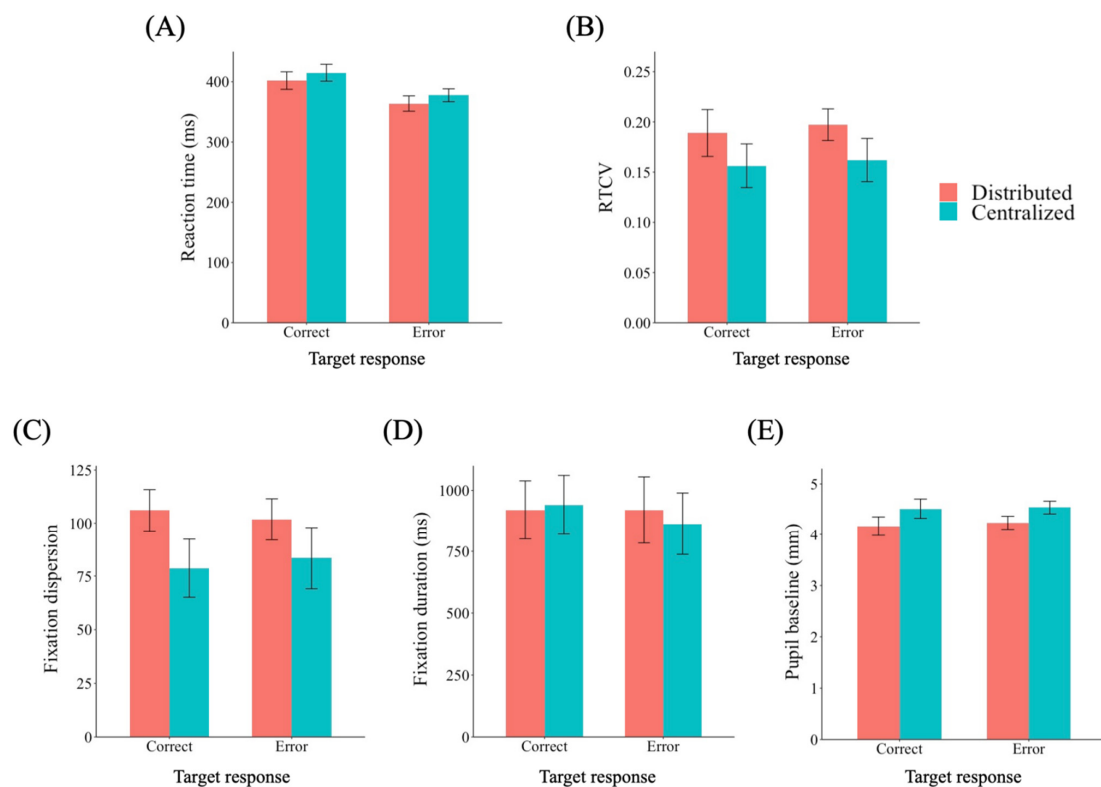 (A)
Reaction time (ms)
400
300
200
100
0
Correct Error
Target response
(B)
RTCV
0.25
0.20
0.15
0.10
0.05
0.00
Correct Error
Target response
Distributed
Centralized
(C)
Fixation dispersion
125
100
75
50
25
0
Correct Error
Target response
(D)
Fixation duration (ms)
1000
750
500
250
0
Correct Error
Target response
(E)
Pupil baseline (mm)
5
4
3
2
1
0
Correct Error
Target response